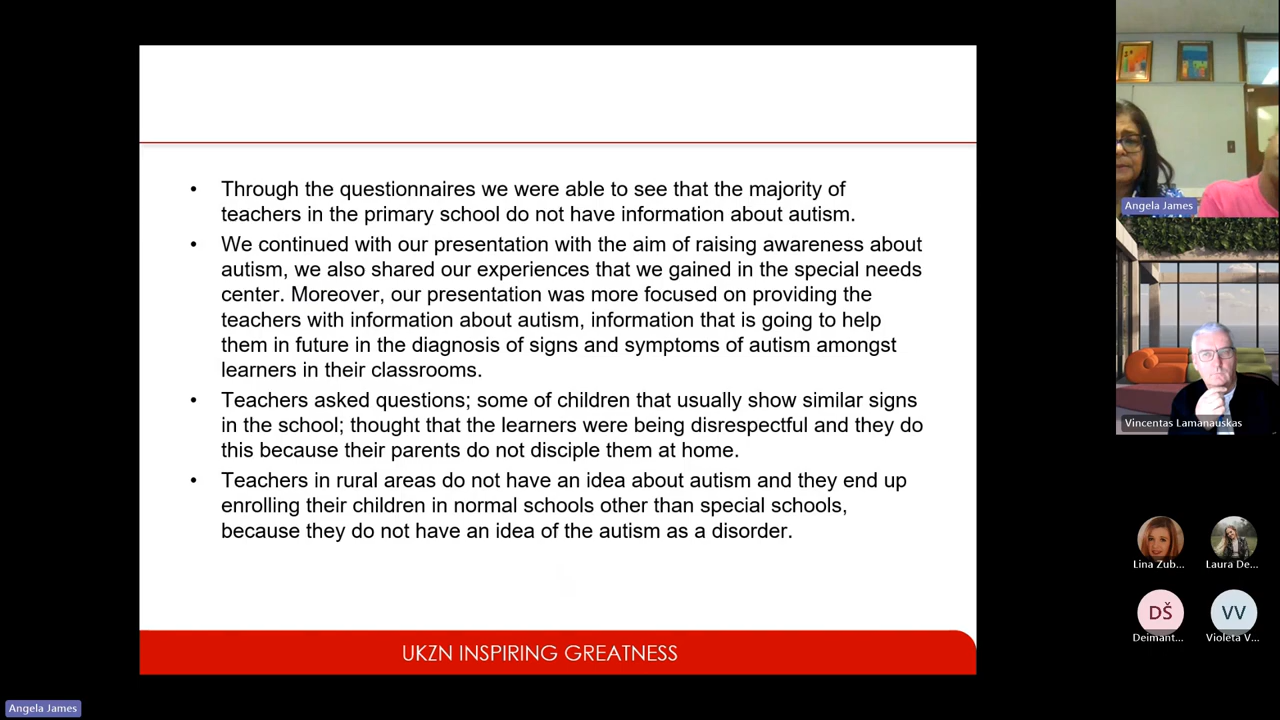 • Through the questionnaires we were able to see that the majority of
teachers in the primary school do not have information about autism.
• We continued with our presentation with the aim of raising awareness about
autism, we also shared our experiences that we gained in the special needs
center. Moreover, our presentation was more focused on providing the
teachers with information about autism, information that is going to help
them in future in the diagnosis of signs and symptoms of autism amongst
learners in their classrooms.
• Teachers asked questions; some of children that usually show similar signs
in the school; thought that the learners were being disrespectful and they do
this because their parents do not disciple them at home.
• Teachers in rural areas do not have an idea about autism and they end up
enrolling their children in normal schools other than special schools,
because they do not have an idea of the autism as a disorder.
UKZN INSPIRING GREATNESS
Angela James
Vincentas Lamanauskas
Lina Zub...
Laura De...
DŠ
Deimant...
VV
Violeta V...
Angela James